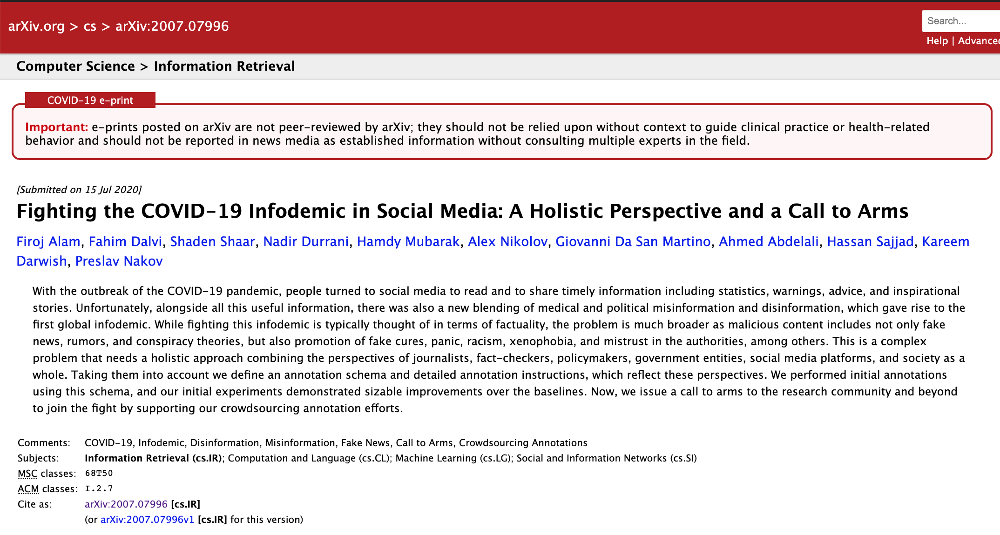 arXiv.org > cs > arXiv:2007.07996
Search...
Help | Advanced
Computer Science > Information Retrieval
COVID-19 e-print
Important: e-prints posted on arXiv are not peer-reviewed by arXiv; they should not be relied upon without context to guide clinical practice or health-related
behavior and should not be reported in news media as established information without consulting multiple experts in the field.
[Submitted on 15 Jul 2020]
Fighting the COVID-19 Infodemic in Social Media: A Holistic Perspective and a Call to Arms
Firoj Alam, Fahim Dalvi, Shaden Shaar, Nadir Durrani, Hamdy Mubarak, Alex Nikolov, Giovanni Da San Martino, Ahmed Abdelali, Hassan Sajjad, Kareem
Darwish, Preslav Nakov
With the outbreak of the COVID-19 pandemic, people turned to social media to read and to share timely information including statistics, warnings, advice, and inspirational
stories. Unfortunately, alongside all this useful information, there was also a new blending of medical and political misinformation and disinformation, which gave rise to the
first global infodemic. While fighting this infodemic is typically thought of in terms of factuality, the problem is much broader as malicious content includes not only fake
news, rumors, and conspiracy theories, but also promotion of fake cures, panic, racism, xenophobia, and mistrust in the authorities, among others. This is a complex
problem that needs a holistic approach combining the perspectives of journalists, fact-checkers, policymakers, government entities, social media platforms, and society as a
whole. Taking them into account we define an annotation schema and detailed annotation instructions, which reflect these perspectives. We performed initial annotations
using this schema, and our initial experiments demonstrated sizable improvements over the baselines. Now, we issue a call to arms to the research community and beyond
to join the fight by supporting our crowdsourcing annotation efforts.
Comments: COVID-19, Infodemic, Disinformation, Misinformation, Fake News, Call to Arms, Crowdsourcing Annotations
Subjects: Information Retrieval (cs.IR); Computation and Language (cs.CL); Machine Learning (cs.LG); Social and Information Networks (cs.SI)
MSC classes: 68T50
ACM classes: I.2.7
Cite as: arXiv:2007.07996 [cs.IR]
(or arXiv:2007.07996v1 [cs.IR] for this version)